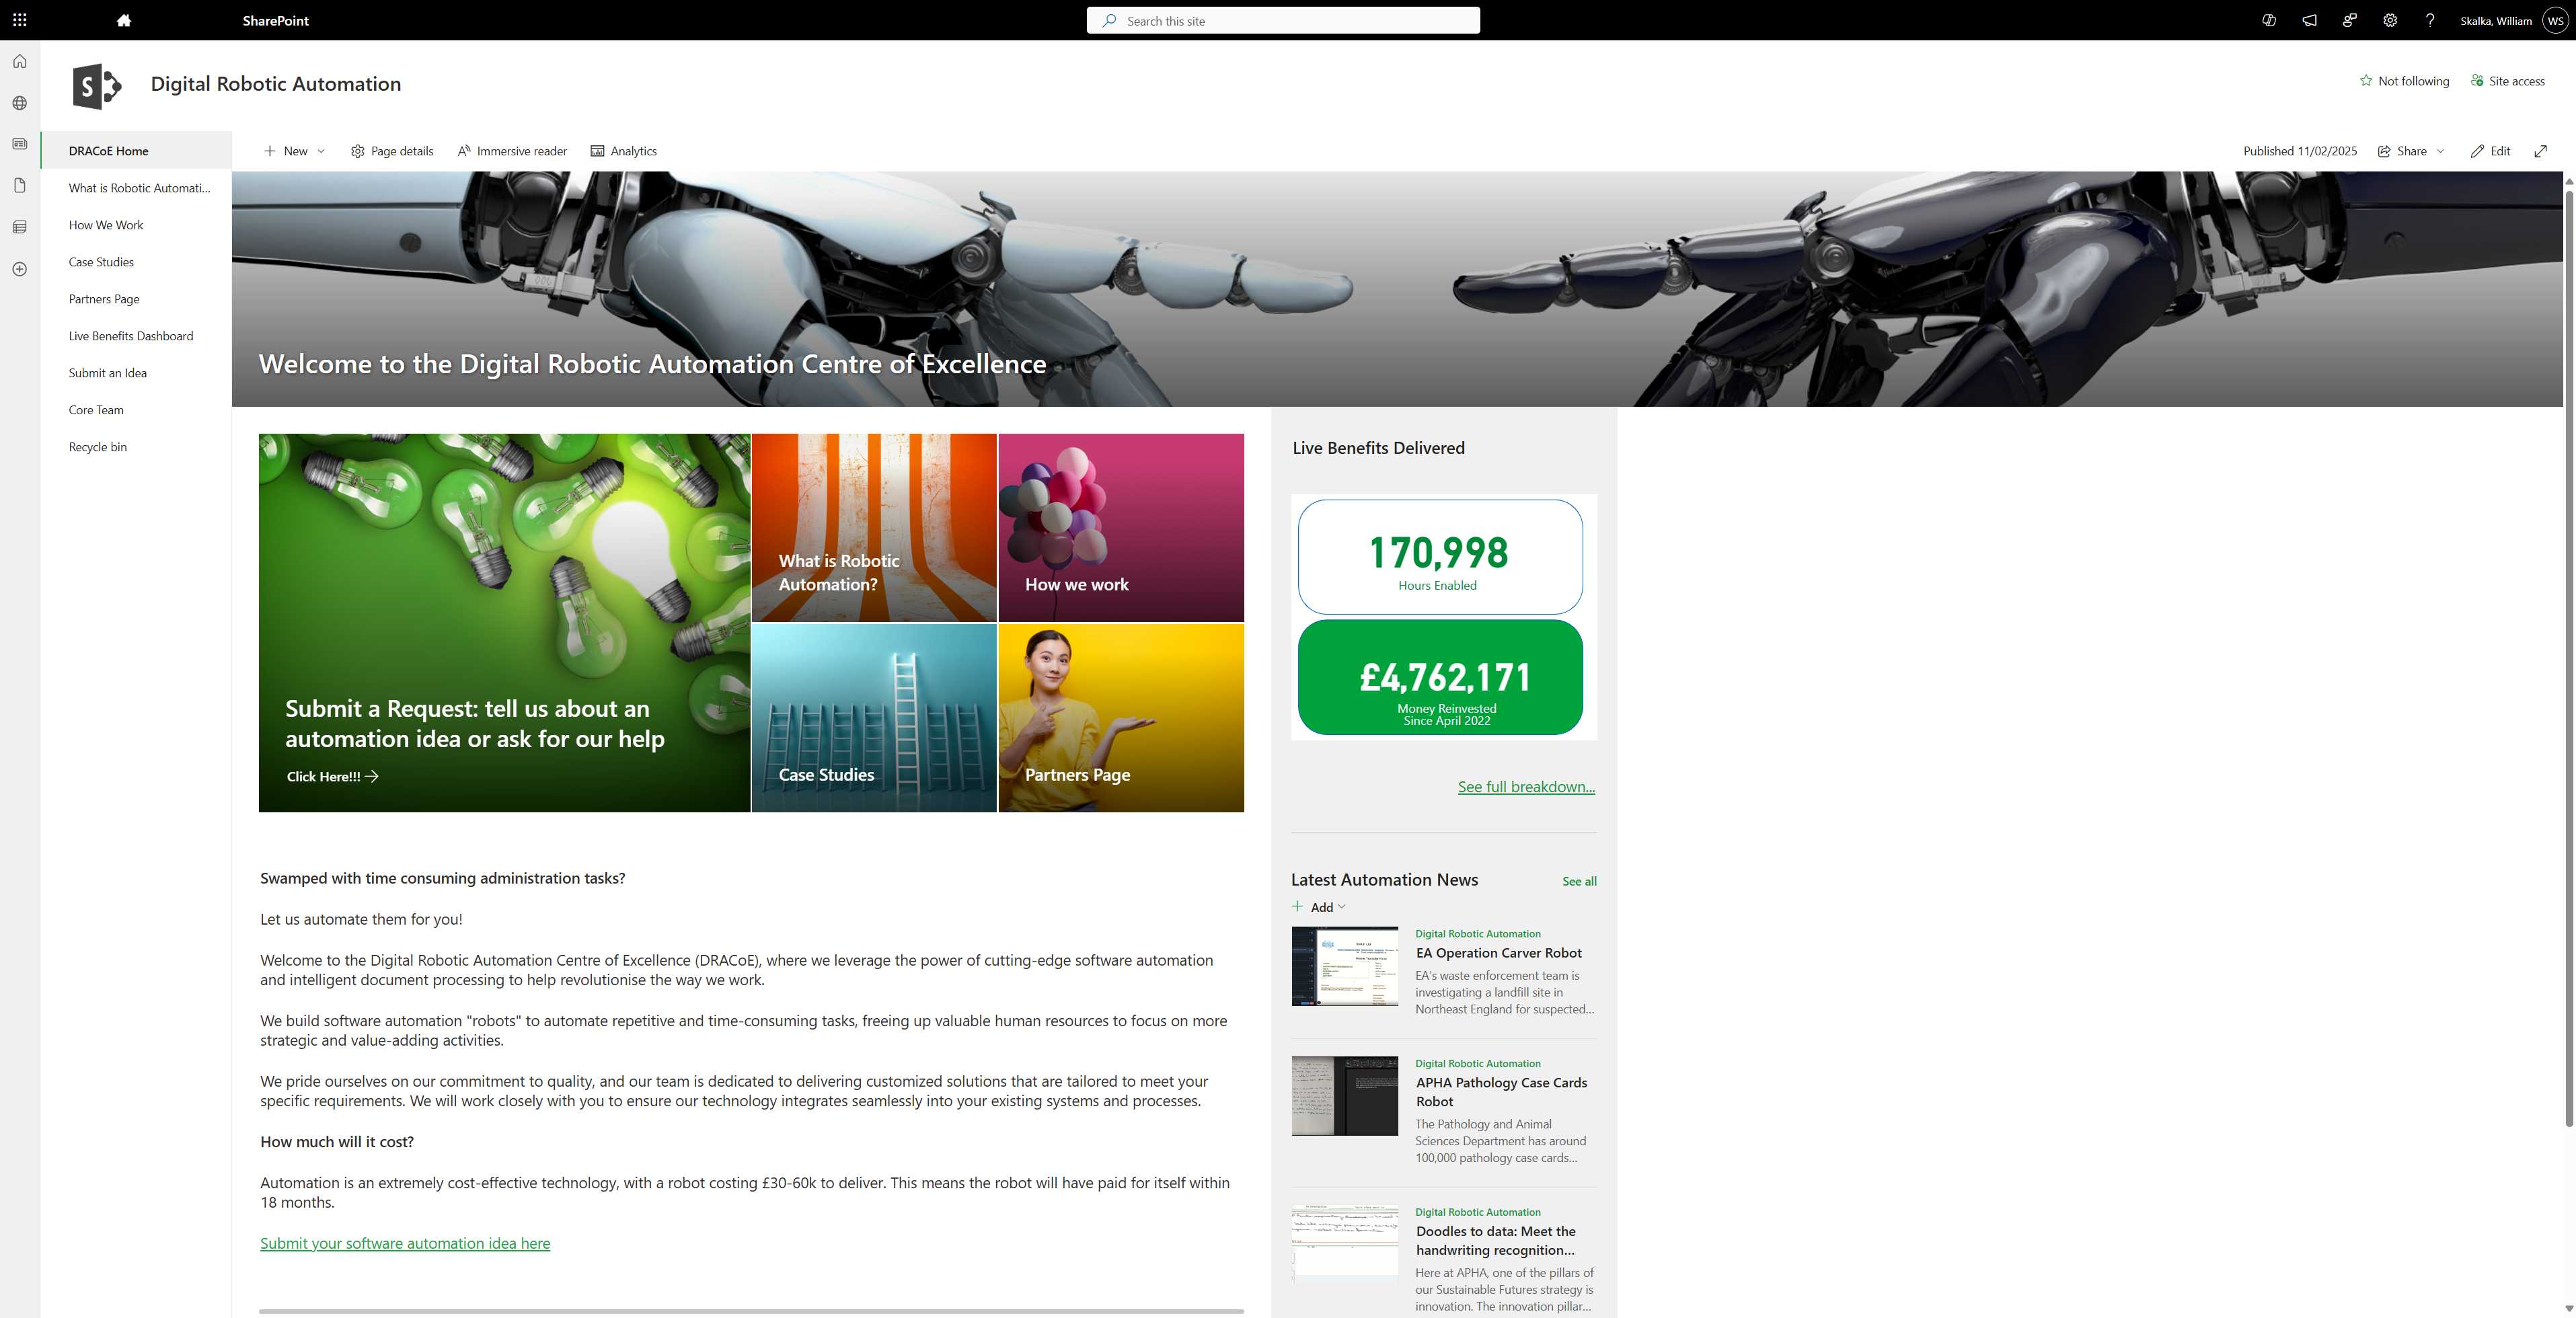 SharePoint
Search this site
Skalka, William
WS
S
Digital Robotic Automation
Not following
Site access
DRACoE Home
What is Robotic Automati...
How We Work
Case Studies
Partners Page
Live Benefits Dashboard
Submit an Idea
Core Team
Recycle bin
New
Page details
Immersive reader
Analytics
Published 11/02/2025
Share
Edit
Welcome to the Digital Robotic Automation Centre of Excellence
Submit a Request: tell us about an
automation idea or ask for our help
Click Here!!!
What is Robotic
Automation?
How we work
Case Studies
Partners Page
Swamped with time consuming administration tasks?
Let us automate them for you!
Welcome to the Digital Robotic Automation Centre of Excellence (DRACoE), where we leverage the power of cutting-edge software automation
and intelligent document processing to help revolutionise the way we work.
We build software automation "robots" to automate repetitive and time-consuming tasks, freeing up valuable human resources to focus on more
strategic and value-adding activities.
We pride ourselves on our commitment to quality, and our team is dedicated to delivering customized solutions that are tailored to meet your
specific requirements. We will work closely with you to ensure our technology integrates seamlessly into your existing systems and processes.
How much will it cost?
Automation is an extremely cost-effective technology, with a robot costing £30-60k to deliver. This means the robot will have paid for itself within
18 months.
Submit your software automation idea here
Live Benefits Delivered
170,998
Hours Enabled
£4,762,171
Money Reinvested
Since April 2022
See full breakdown...
Latest Automation News
See all
Add
Digital Robotic Automation
EA Operation Carver Robot
EA's waste enforcement team is
investigating a landfill site in
Northeast England for suspected...
Digital Robotic Automation
APHA Pathology Case Cards
Robot
The Pathology and Animal
Sciences Department has around
100,000 pathology case cards...
Digital Robotic Automation
Doodles to data: Meet the
handwriting recognition...
Here at APHA, one of the pillars of
our Sustainable Futures strategy is
innovation. The innovation pillar...